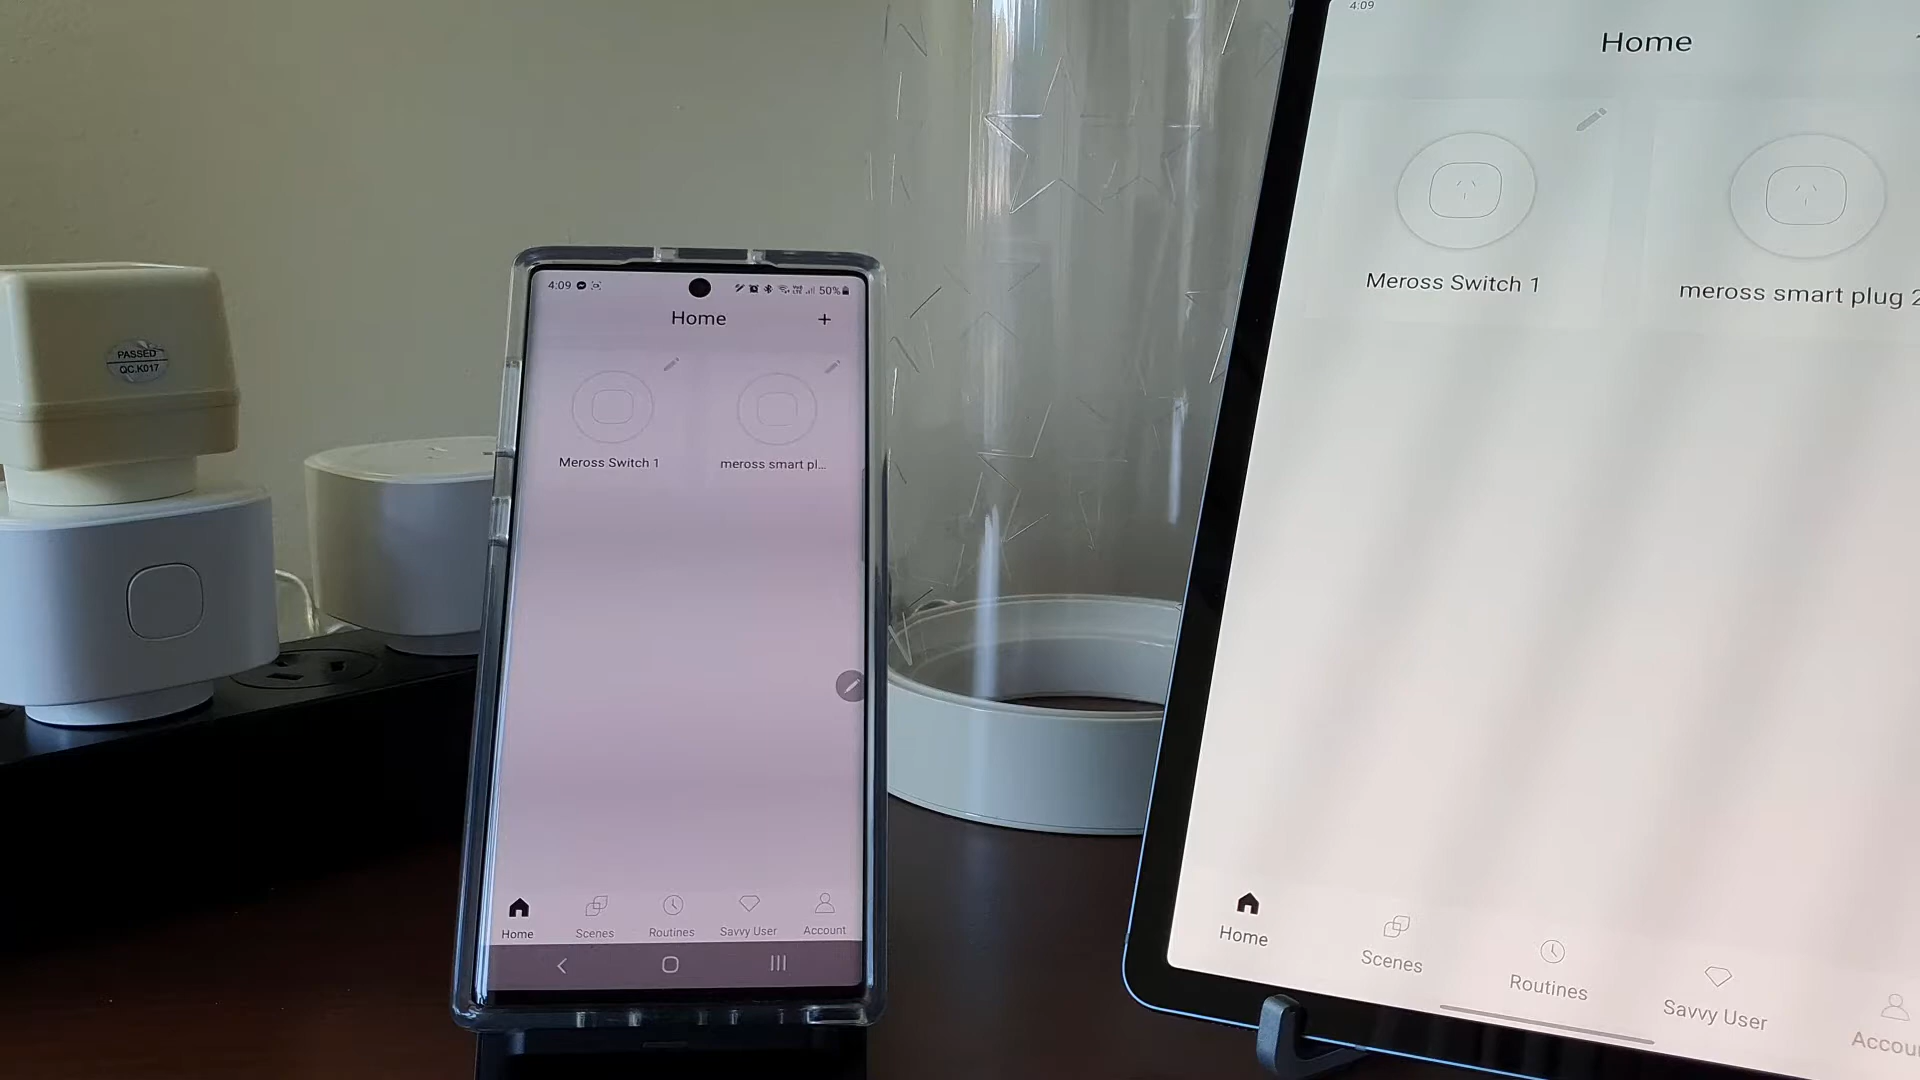 PASSED
QC.K017
4:09
50%
Home
+
Meross Switch 1
meross smart pl...
Home
Scenes
Routines
Savvy User
Account
4:09
Home
Meross Switch 1
meross smart plug 2
Home
Scenes
Routines
Savvy User
Accou